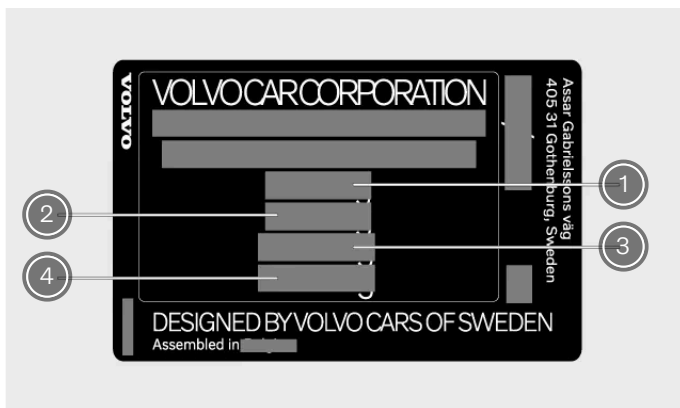 VOLVO
VOLVO CAR CORPORATION
Assar Gabrielssons väg
405 31 Gothenburg, Sweden
1
2
3
4
DESIGNED BY VOLVO CARS OF SWEDEN
Assembled in